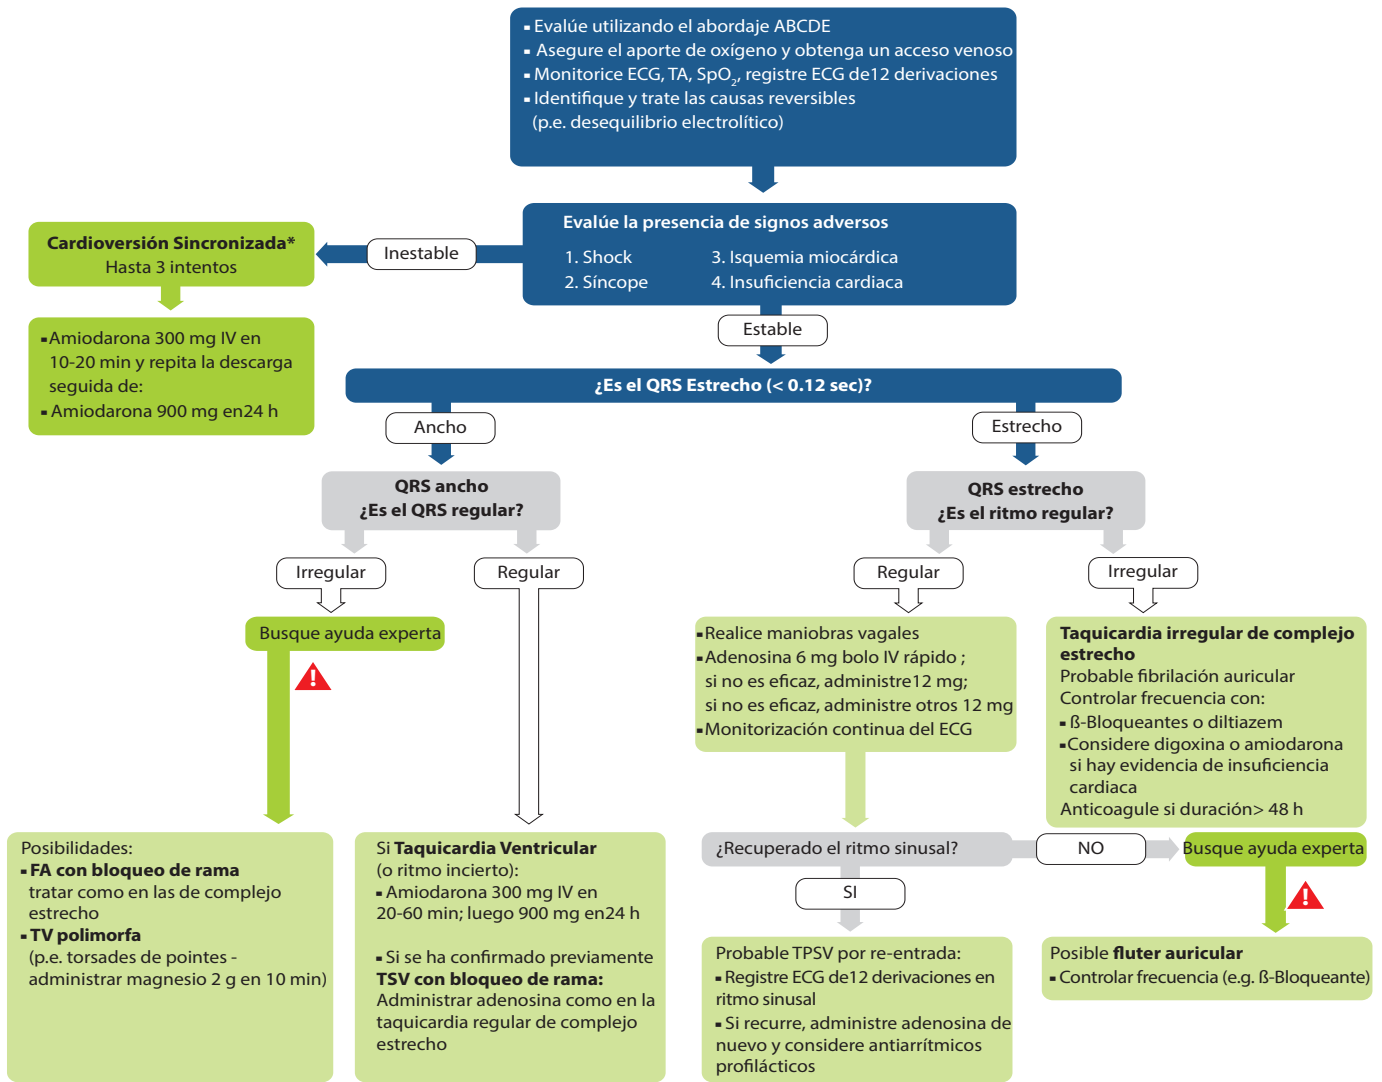 ▪ Evalúe utilizando el abordaje ABCDE
▪ Asegure el aporte de oxígeno y obtenga un acceso venoso
▪ Monitorice ECG, TA, SpO₂, registre ECG de12 derivaciones
▪ Identifique y trate las causas reversibles
(p.e. desequilibrio electrolítico)
Evalúe la presencia de signos adversos
1. Shock 3. Isquemia miocárdica
2. Síncope 4. Insuficiencia cardiaca
Inestable
Cardioversión Sincronizada*
Hasta 3 intentos
▪ Amiodarona 300 mg IV en
10-20 min y repita la descarga
seguida de:
▪ Amiodarona 900 mg en24 h
Estable
¿Es el QRS Estrecho (< 0.12 sec)?
Ancho
Estrecho
QRS ancho
¿Es el QRS regular?
QRS estrecho
¿Es el ritmo regular?
Irregular
Regular
Regular
Irregular
Busque ayuda experta
!
▪ Realice maniobras vagales
▪ Adenosina 6 mg bolo IV rápido ;
si no es eficaz, administre12 mg;
si no es eficaz, administre otros 12 mg
▪ Monitorización continua del ECG
Taquicardia irregular de complejo
estrecho
Probable fibrilación auricular
Controlar frecuencia con:
▪ ß-Bloqueantes o diltiazem
▪ Considere digoxina o amiodarona
si hay evidencia de insuficiencia
cardiaca
Anticoagule si duración> 48 h
Posibilidades:
▪ FA con bloqueo de rama
tratar como en las de complejo
estrecho
▪ TV polimorfa
(p.e. torsades de pointes -
administrar magnesio 2 g en 10 min)
Si Taquicardia Ventricular
(o ritmo incierto):
▪ Amiodarona 300 mg IV en
20-60 min; luego 900 mg en24 h
▪ Si se ha confirmado previamente
TSV con bloqueo de rama:
Administrar adenosina como en la
taquicardia regular de complejo
estrecho
¿Recuperado el ritmo sinusal?
NO
Busque ayuda experta
SI
!
Probable TPSV por re-entrada:
▪ Registre ECG de12 derivaciones en
ritmo sinusal
▪ Si recurre, administre adenosina de
nuevo y considere antiarrítmicos
profilácticos
Posible fluter auricular
▪ Controlar frecuencia (e.g. ß-Bloqueante)